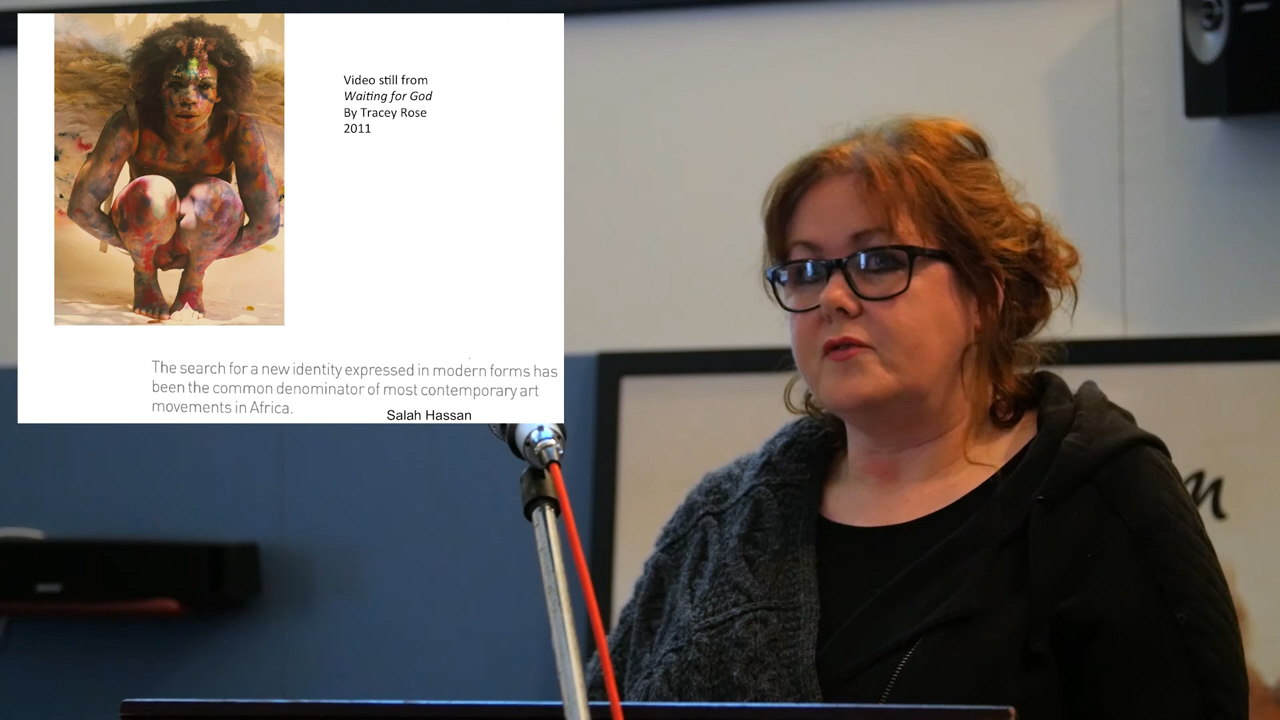 Video still from
Waiting for God
By Tracey Rose
2011
The search for a new identity expressed in modern forms has
been the common denominator of most contemporary art
movements in Africa.
Salah Hassan